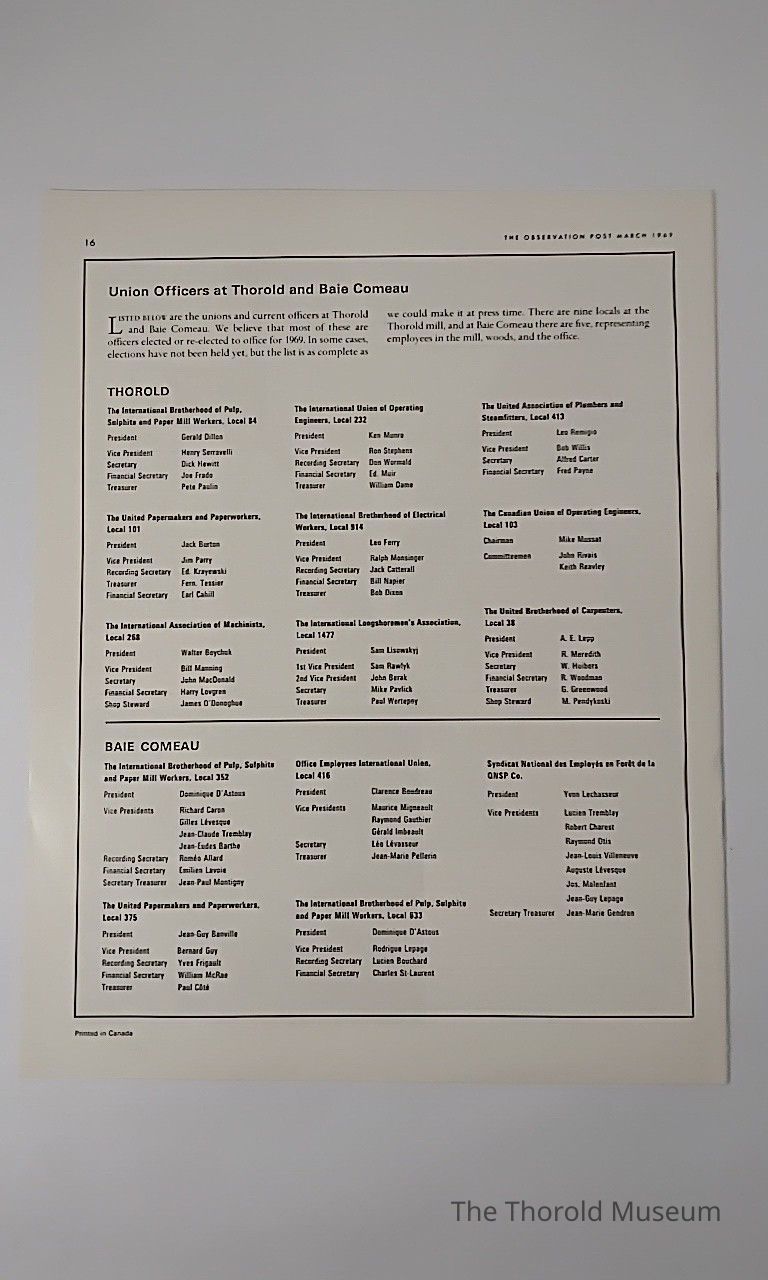 16
THE OBSERVATION POST MARCH 1969
Union Officers at Thorold and Baie Comeau
LISTED BELOW are the unions and current officers at Thorold
and Baie Comeau. We believe that most of these are
officers elected or re-elected to office for 1969. In some cases,
elections have not been held yet, but the list is as complete as
we could make it at press time. There are nine locals at the
Thorold mill, and at Baie Comeau there are five, representing
employees in the mill, woods, and the office.
THOROLD
The International Brotherhood of Pulp,
Sulphite and Paper Mill Workers, Local 84
President Gerald Dillon
Vice President Henry Serravelli
Secretary Dick Hewitt
Financial Secretary Joe Frado
Treasurer Pete Paulin
The United Papermakers and Paperworkers,
Local 101
President Jack Burton
Vice President Jim Parry
Recording Secretary Ed. Krayewski
Treasurer Fern. Tessier
Financial Secretary Earl Cahill
The International Association of Machinists,
Local 268
President Walter Boychuk
Vice President Bill Manning
Secretary John MacDonald
Financial Secretary Harry Lovgren
Shop Steward James O'Donoghue
The International Union of Operating
Engineers, Local 232
President Ken Munro
Vice President Ron Stephens
Recording Secretary Don Wormald
Financial Secretary Ed. Muir
Treasurer William Dame
The International Brotherhood of Electrical
Workers, Local 914
President Leo Ferry
Vice President Ralph Monsinger
Recording Secretary Jack Catterall
Financial Secretary Bill Napier
Treasurer Bob Dixon
The International Longshoremen's Association,
Local 1477
President Sam Lisowskyj
1st Vice President Sam Rawlyk
2nd Vice President John Berak
Secretary Mike Pavlick
Treasurer Paul Wertepny
The United Association of Plumbers and
Steamfitters, Local 413
President Leo Remigio
Vice President Bob Willis
Secretary Alfred Carter
Financial Secretary Fred Payne
The Canadian Union of Operating Engineers,
Local 103
Chairman Mike Mussat
Committeemen John Rivais
Keith Reavley
The United Brotherhood of Carpenters,
Local 38
President A. E. Lepp
Vice President R. Meredith
Secretary W. Huibers
Financial Secretary R. Woodman
Treasurer G. Greenwood
Shop Steward M. Pendykoski
BAIE COMEAU
The International Brotherhood of Pulp, Sulphite
and Paper Mill Workers, Local 352
President Dominique D'Astous
Vice Presidents Richard Caron
Gilles Lévesque
Jean-Claude Tremblay
Jean-Eudes Barthe
Recording Secretary Roméo Allard
Financial Secretary Emilien Lavoie
Secretary Treasurer Jean-Paul Montigny
The United Papermakers and Paperworkers,
Local 375
President Jean-Guy Banville
Vice President Bernard Guy
Recording Secretary Yves Frigault
Financial Secretary William McRae
Treasurer Paul Côté
Office Employees International Union,
Local 416
President Clarence Boudreau
Vice Presidents Maurice Migneault
Raymond Gauthier
Gérald Imbeault
Secretary Léo Lévasseur
Treasurer Jean-Marie Pellerin
The International Brotherhood of Pulp, Sulphite
and Paper Mill Workers, Local 633
President Dominique D'Astous
Vice President Rodrigue Lepage
Recording Secretary Lucien Bouchard
Financial Secretary Charles St-Laurent
Syndicat National des Employés en Forêt de la
QNSP Co.
President Yvon Lechasseur
Vice Presidents Lucien Tremblay
Robert Charest
Raymond Otis
Jean-Louis Villeneuve
Auguste Lévesque
Jos. Malenfant
Jean-Guy Lepage
Secretary Treasurer Jean-Marie Gendron
Printed in Canada
The Thorold Museum